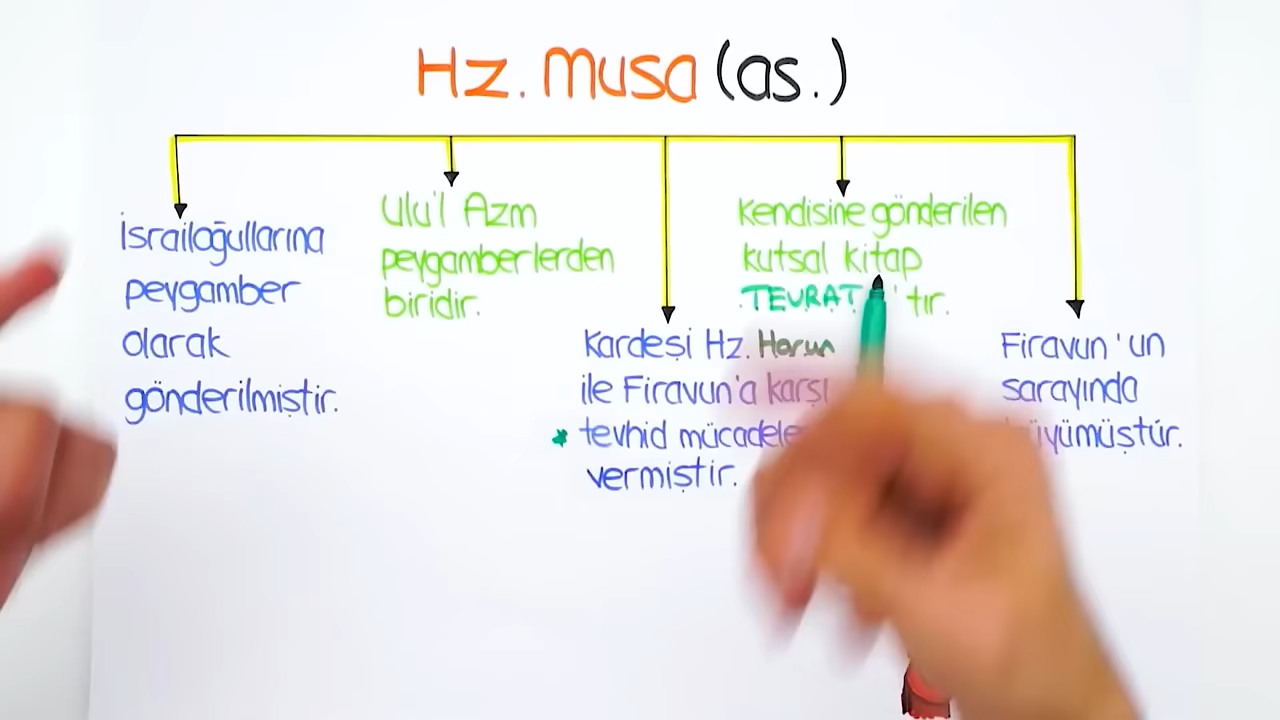 Hz. Musa (as.)
İsrailoğullarına
peygamber
olarak
gönderilmiştir.
Ulu'l Azm
peygamberlerden
biridir.
Kardeşi Hz. Harun
ile Firavun'a karşı
* tevhid mücadele
vermiştir.
Kendisine gönderilen
kutsal kitap
TEVRAT 'tır.
Firavun'un
sarayında
büyümüştür.